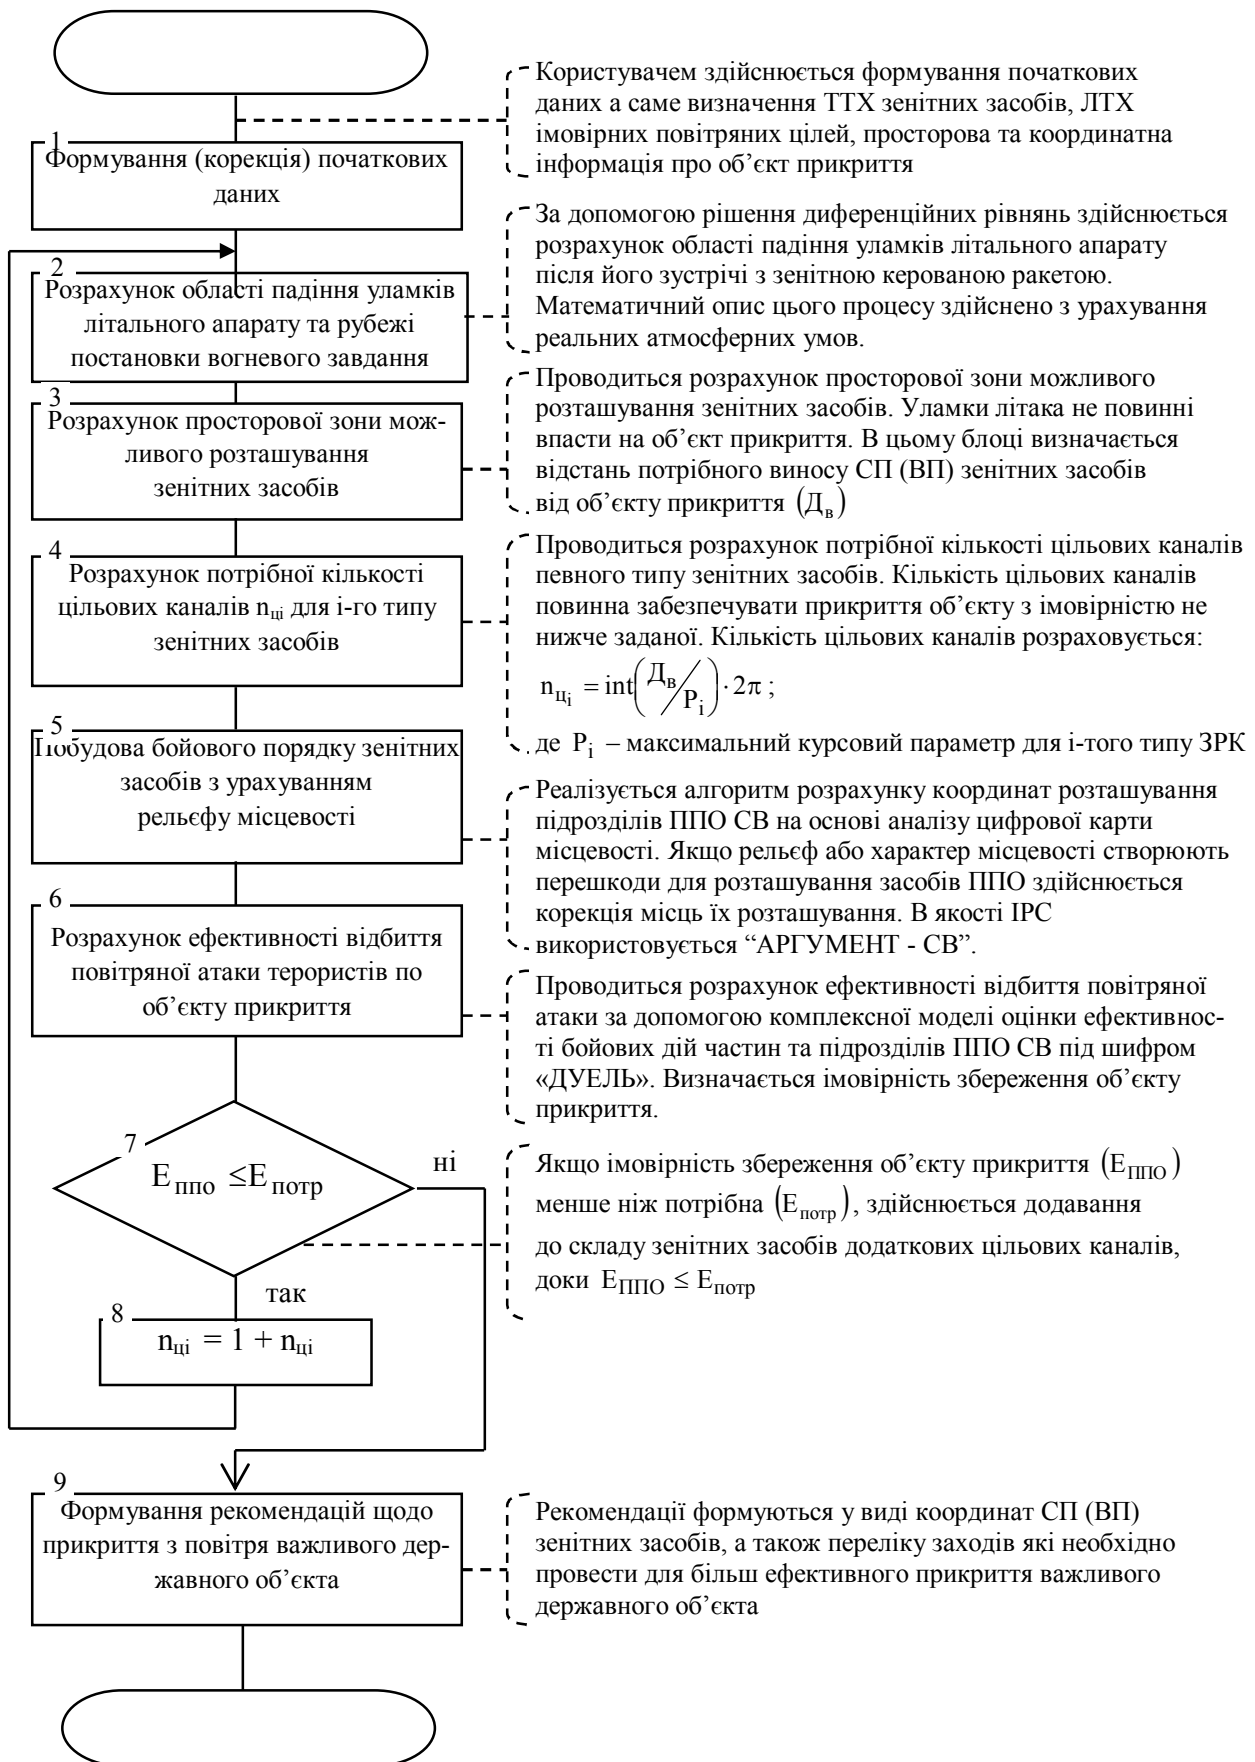 Користувачем здійснюється формування початкових
даних а саме визначення ТТХ зенітних засобів, ЛТХ
імовірних повітряних цілей, просторова та координатна
інформація про об’єкт прикриття
1
Формування (корекція) початкових
даних
За допомогою рішення диференційних рівнянь здійснюється
розрахунок області падіння уламків літального апарату
після його зустрічі з зенітною керованою ракетою.
Математичний опис цього процесу здійснено з урахування
реальних атмосферних умов.
2
Розрахунок області падіння уламків
літального апарату та рубежі
постановки вогневого завдання
Проводиться розрахунок просторової зони можливого
розташування зенітних засобів. Уламки літака не повинні
впасти на об’єкт прикриття. В цьому блоці визначається
відстань потрібного виносу СП (ВП) зенітних засобів
від об’єкту прикриття (Дв)
3
Розрахунок просторової зони мож-
ливого розташування
зенітних засобів
Проводиться розрахунок потрібної кількості цільових каналів
певного типу зенітних засобів. Кількість цільових каналів
повинна забезпечувати прикриття об’єкту з імовірністю не
нижче заданої. Кількість цільових каналів розраховується:
n цi = int(Дв/Pi) · 2π ;
де Pi – максимальний курсовий параметр для і-того типу ЗРК
4
Розрахунок потрібної кількості
цільових каналів nці для і-го типу
зенітних засобів
5
Побудова бойового порядку зенітних
засобів з урахуванням
рельєфу місцевості
Реалізується алгоритм розрахунку координат розташування
підрозділів ППО СВ на основі аналізу цифрової карти
місцевості. Якщо рельєф або характер місцевості створюють
перешкоди для розташування засобів ППО здійснюється
корекція місць їх розташування. В якості ІРС
використовується “АРГУМЕНТ - СВ”.
6
Розрахунок ефективності відбиття
повітряної атаки терористів по
об’єкту прикриття
Проводиться розрахунок ефективності відбиття повітряної
атаки за допомогою комплексної моделі оцінки ефективнос-
ті бойових дій частин та підрозділів ППО СВ під шифром
«ДУЕЛЬ». Визначається імовірність збереження об’єкту
прикриття.
7
Е ппо ≤Е потр
ні
так
Якщо імовірність збереження об’єкту прикриття (ЕППО)
менше ніж потрібна (Епотр), здійснюється додавання
до складу зенітних засобів додаткових цільових каналів,
доки ЕППО ≤ Епотр
8
nці = 1 + nці
9
Формування рекомендацій щодо
прикриття з повітря важливого дер-
жавного об’єкта
Рекомендації формуються у виді координат СП (ВП)
зенітних засобів, а також переліку заходів які необхідно
провести для більш ефективного прикриття важливого
державного об’єкта